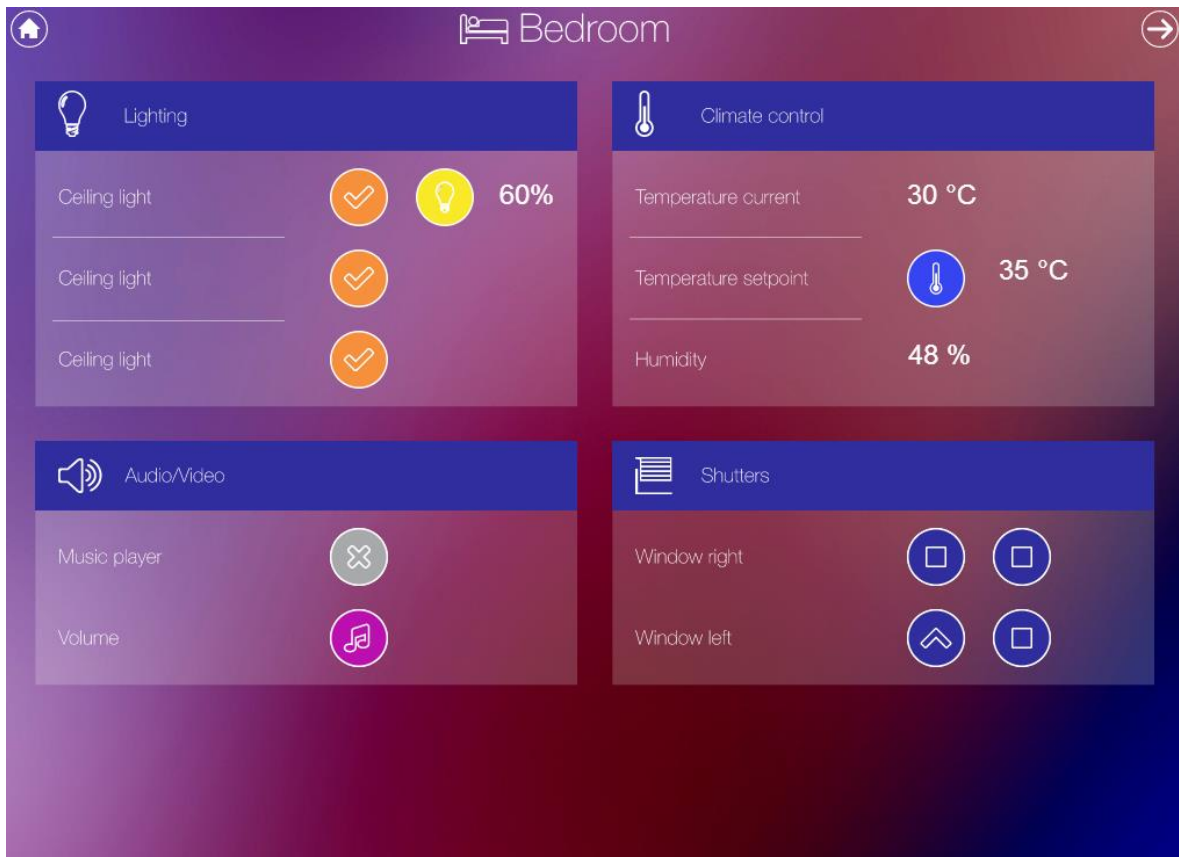 Bedroom
Lighting
Ceiling light 60%
Ceiling light
Ceiling light
Climate control
Temperature current 30 °C
Temperature setpoint 35 °C
Humidity 48 %
Audio/Video
Music player
Volume
Shutters
Window right
Window left